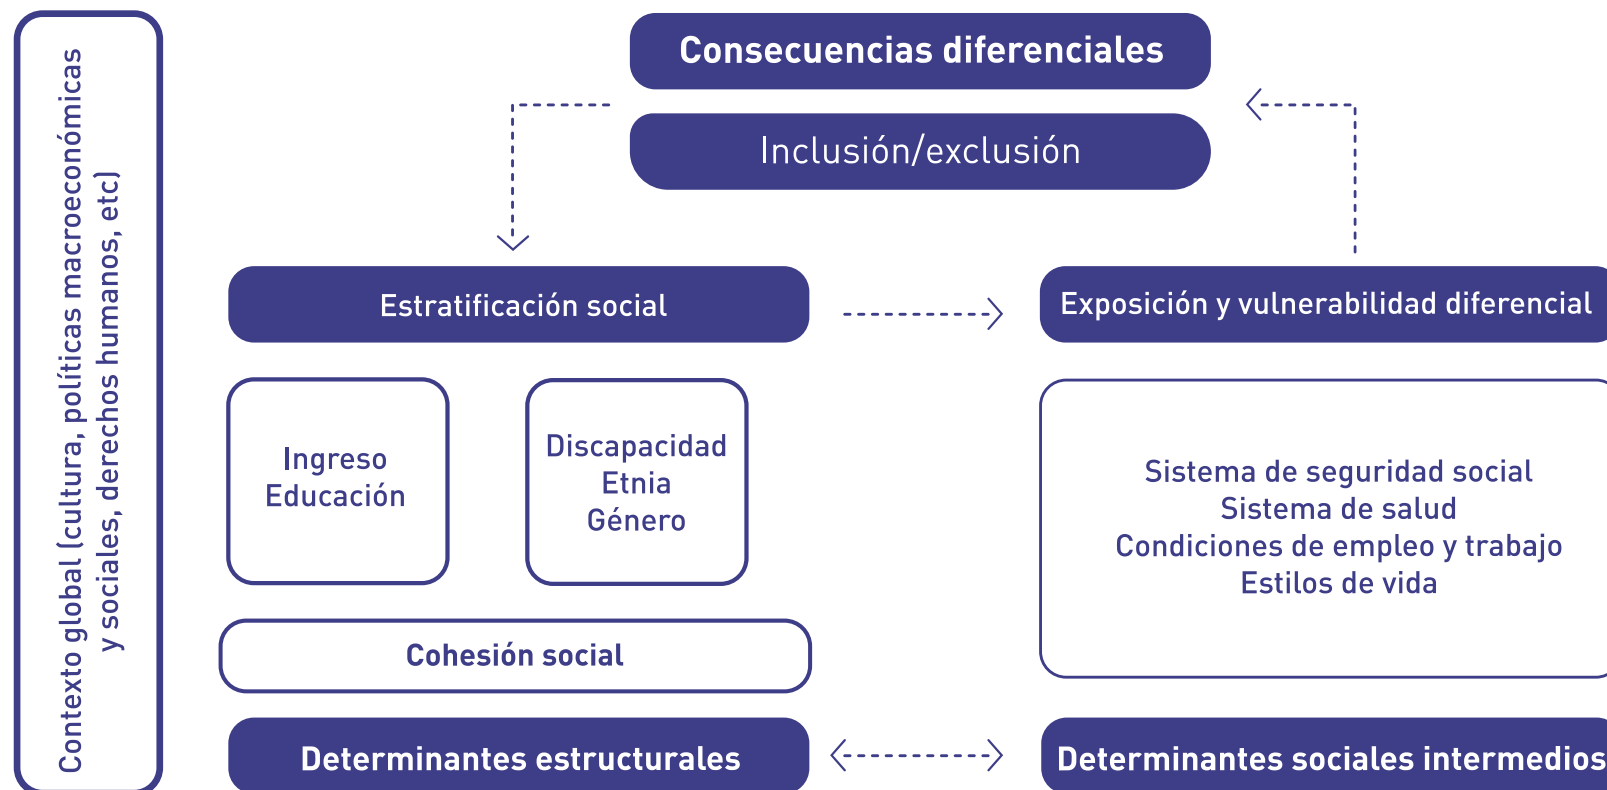 Contexto global (cultura, políticas macroeconómicas
y sociales, derechos humanos, etc)
Consecuencias diferenciales
Inclusión/exclusión
Estratificación social
Exposición y vulnerabilidad diferencial
Ingreso
Educación
Discapacidad
Etnia
Género
Sistema de seguridad social
Sistema de salud
Condiciones de empleo y trabajo
Estilos de vida
Cohesión social
Determinantes estructurales
Determinantes sociales intermedios